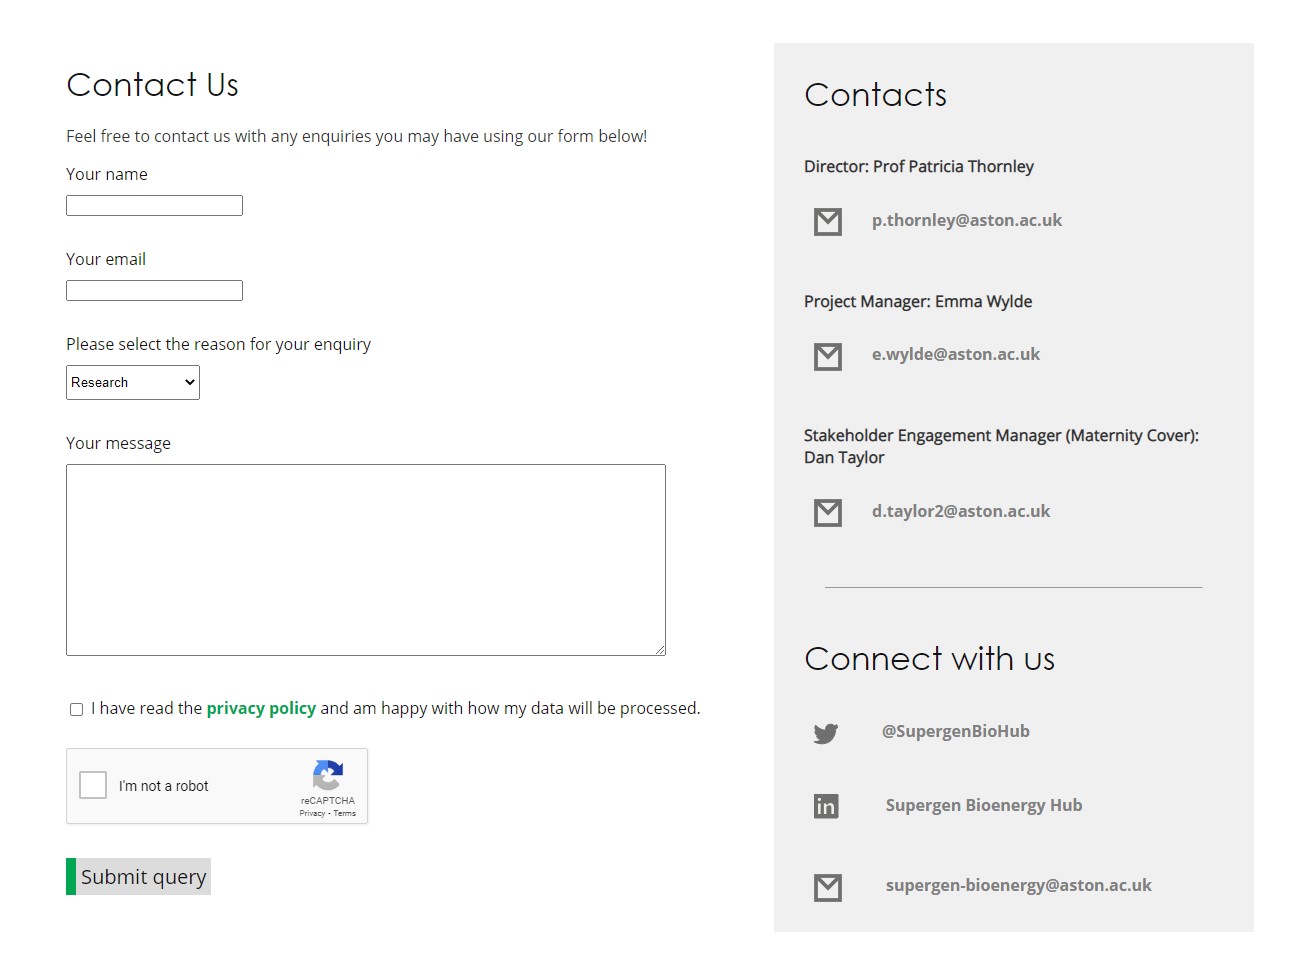 Contact Us
Feel free to contact us with any enquiries you may have using our form below!
Your name
Your email
Please select the reason for your enquiry
Research
Your message
I have read the privacy policy and am happy with how my data will be processed.
I'm not a robot
reCAPTCHA
Privacy - Terms
Submit query
Contacts
Director: Prof Patricia Thornley
p.thornley@aston.ac.uk
Project Manager: Emma Wylde
e.wylde@aston.ac.uk
Stakeholder Engagement Manager (Maternity Cover):
Dan Taylor
d.taylor2@aston.ac.uk
Connect with us
@SupergenBioHub
in
Supergen Bioenergy Hub
supergen-bioenergy@aston.ac.uk